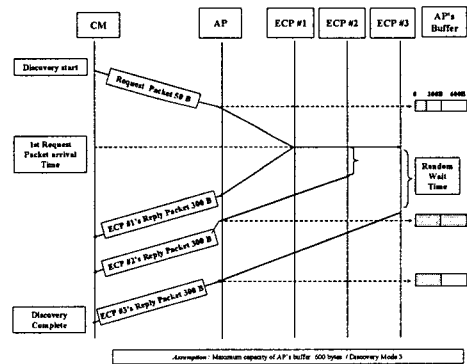 CM AP ECP #1 ECP #2 ECP #3 AP's
Buffer
Discovery start
Request Packet 50 B
0 300B 600B
1st Request
Packet arrival
Time
Random
Wait
Time
ECP #1's Reply Packet 300 B
ECP #2's Reply Packet 300 B
ECP #3's Reply Packet 300 B
Discovery
Complete
Assumption : Maximum capacity of AP's buffer 600 bytes / Discovery Mode 3